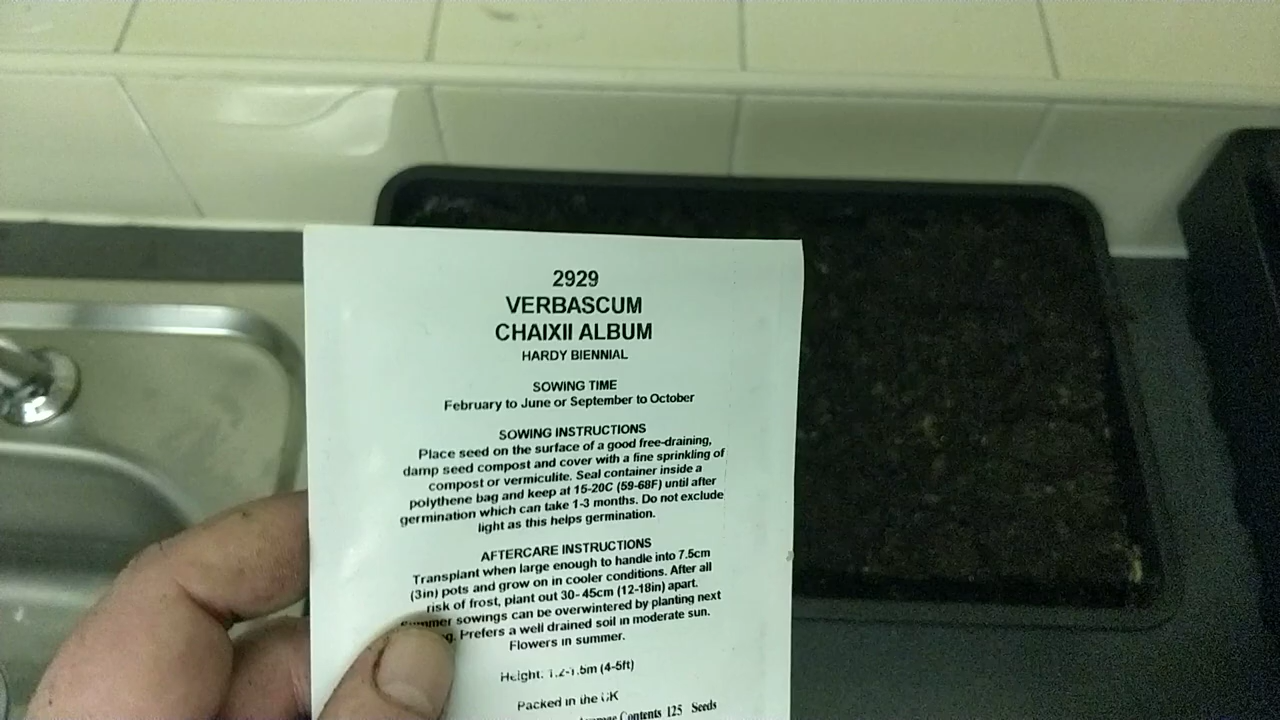 2929
VERBASCUM
CHAIXII ALBUM
HARDY BIENNIAL
SOWING TIME
February to June or September to October
SOWING INSTRUCTIONS
Place seed on the surface of a good free-draining,
damp seed compost and cover with a fine sprinkling of
compost or vermiculite. Seal container inside a
polythene bag and keep at 15-20C (59-68F) until after
germination which can take 1-3 months. Do not exclude
light as this helps germination.
AFTERCARE INSTRUCTIONS
Transplant when large enough to handle into 7.5cm
(3in) pots and grow on in cooler conditions. After all
risk of frost, plant out 30-45cm (12-18in) apart.
Summer sowings can be overwintered by planting next
Prefers a well drained soil in moderate sun.
Flowers in summer.
Height: 1.2-1.5m (4-5ft)
Packed in the UK
Contents 125 Seeds